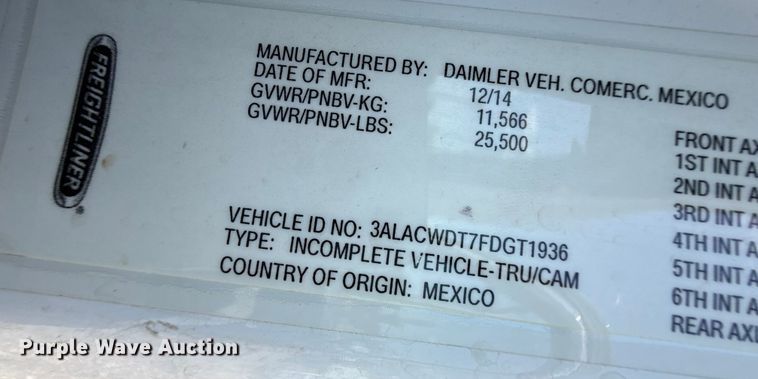 FREIGHTLINER
MANUFACTURED BY: DAIMLER VEH. COMERC. MEXICO
DATE OF MFR: 12/14
GVWR/PNBV-KG: 11,566
GVWR/PNBV-LBS: 25,500
VEHICLE ID NO: 3ALACWDT7FDGT1936
TYPE: INCOMPLETE VEHICLE-TRU/CAM
COUNTRY OF ORIGIN: MEXICO
FRONT AX
1ST INT A
2ND INT A
3RD INT A
4TH INT A
5TH INT A
6TH INT A
REAR AXL
Purple Wave Auction